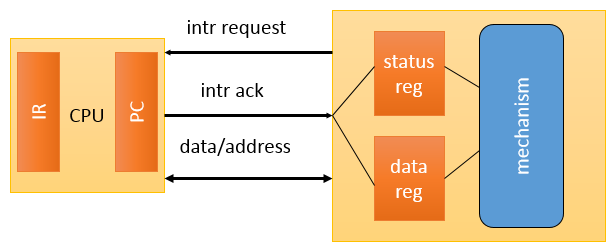 intr request
intr ack
data/address
IR
CPU
PC
status
reg
data
reg
mechanism